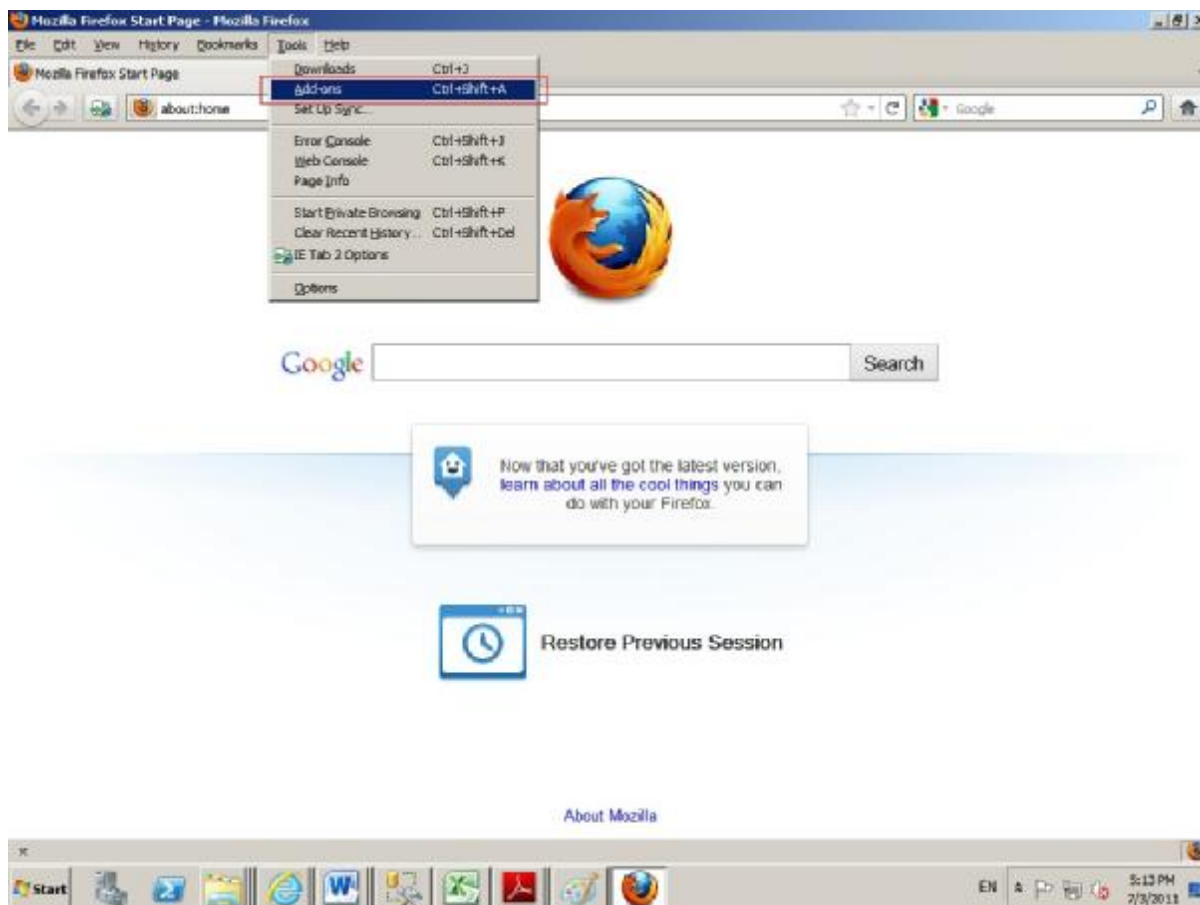 Mozilla Firefox Start Page - Mozilla Firefox
File Edit View History Bookmarks Tools Help
Mozilla Firefox Start Page
Downloads Ctrl+J
Add-ons Ctrl+Shift+A
about:home
Google
Set Up Sync...
Error Console Ctrl+Shift+J
Web Console Ctrl+Shift+K
Page Info
Start Private Browsing Ctrl+Shift+P
Clear Recent History... Ctrl+Shift+Del
IE Tab 2 Options
Options
Google
Search
Now that you've got the latest version,
learn about all the cool things you can
do with your Firefox.
Restore Previous Session
About Mozilla
Start
EN
5:13 PM
7/3/2011